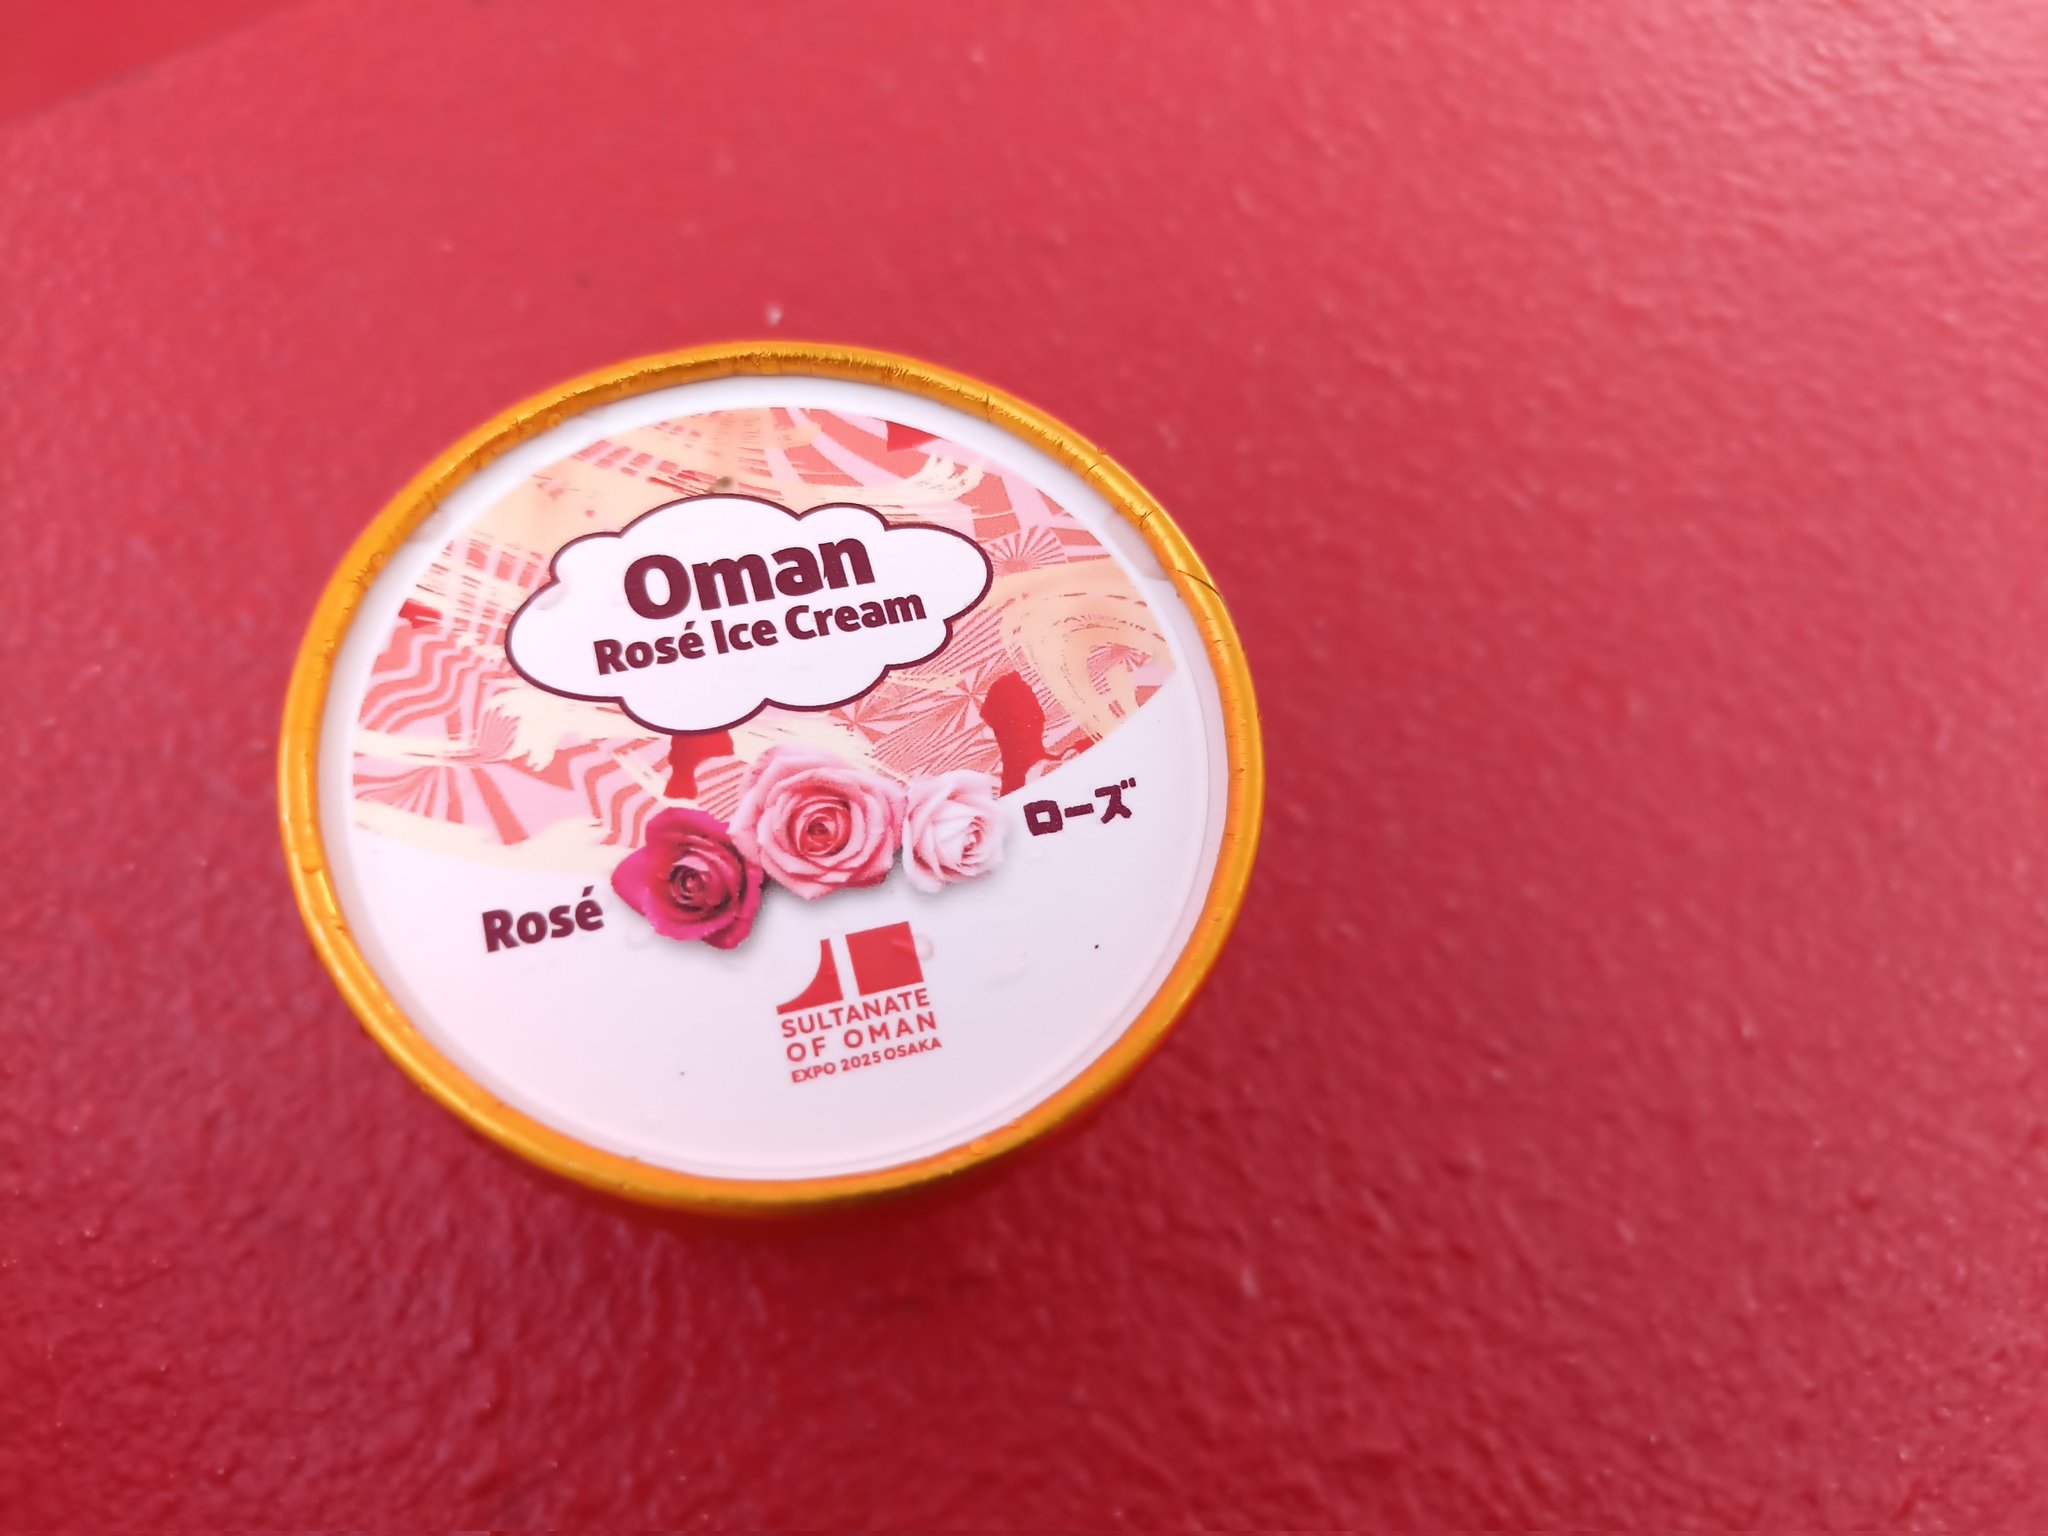 Oman
Rosé Ice Cream
ローズ
Rosé
SULTANATE
OF OMAN
EXPO 2025 OSAKA